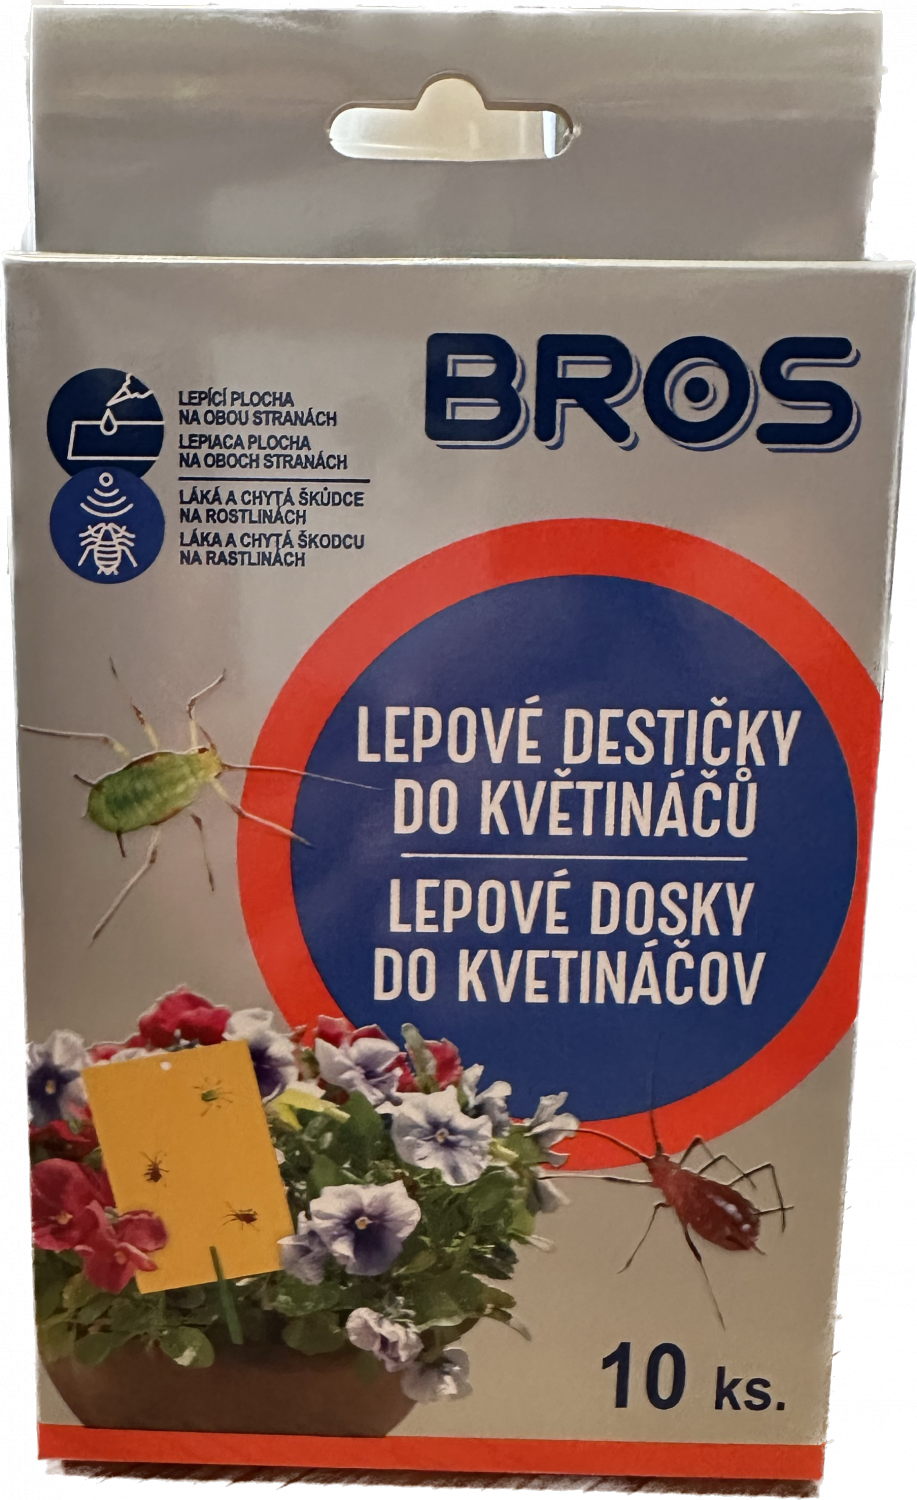 BROS
LEPÍCÍ PLOCHA
NA OBOU STRANÁCH
LEPIACA PLOCHA
NA OBOCH STRANÁCH
LÁKÁ A CHYTÁ ŠKŮDCE
NA ROSTLINÁCH
LÁKA A CHYTÁ ŠKODCU
NA RASTLINÁCH
LEPOVÉ DESTIČKY
DO KVĚTINÁČŮ
LEPOVÉ DOSKY
DO KVETINÁČOV
10 ks.